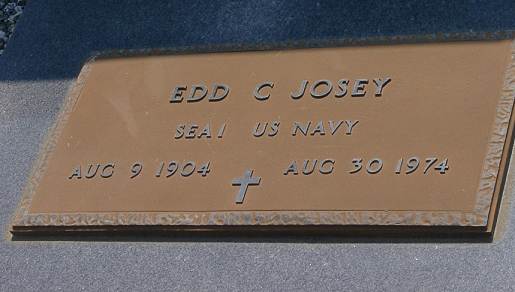 EDD C JOSEY
SEA1 US NAVY
AUG 9 1904 AUG 30 1974